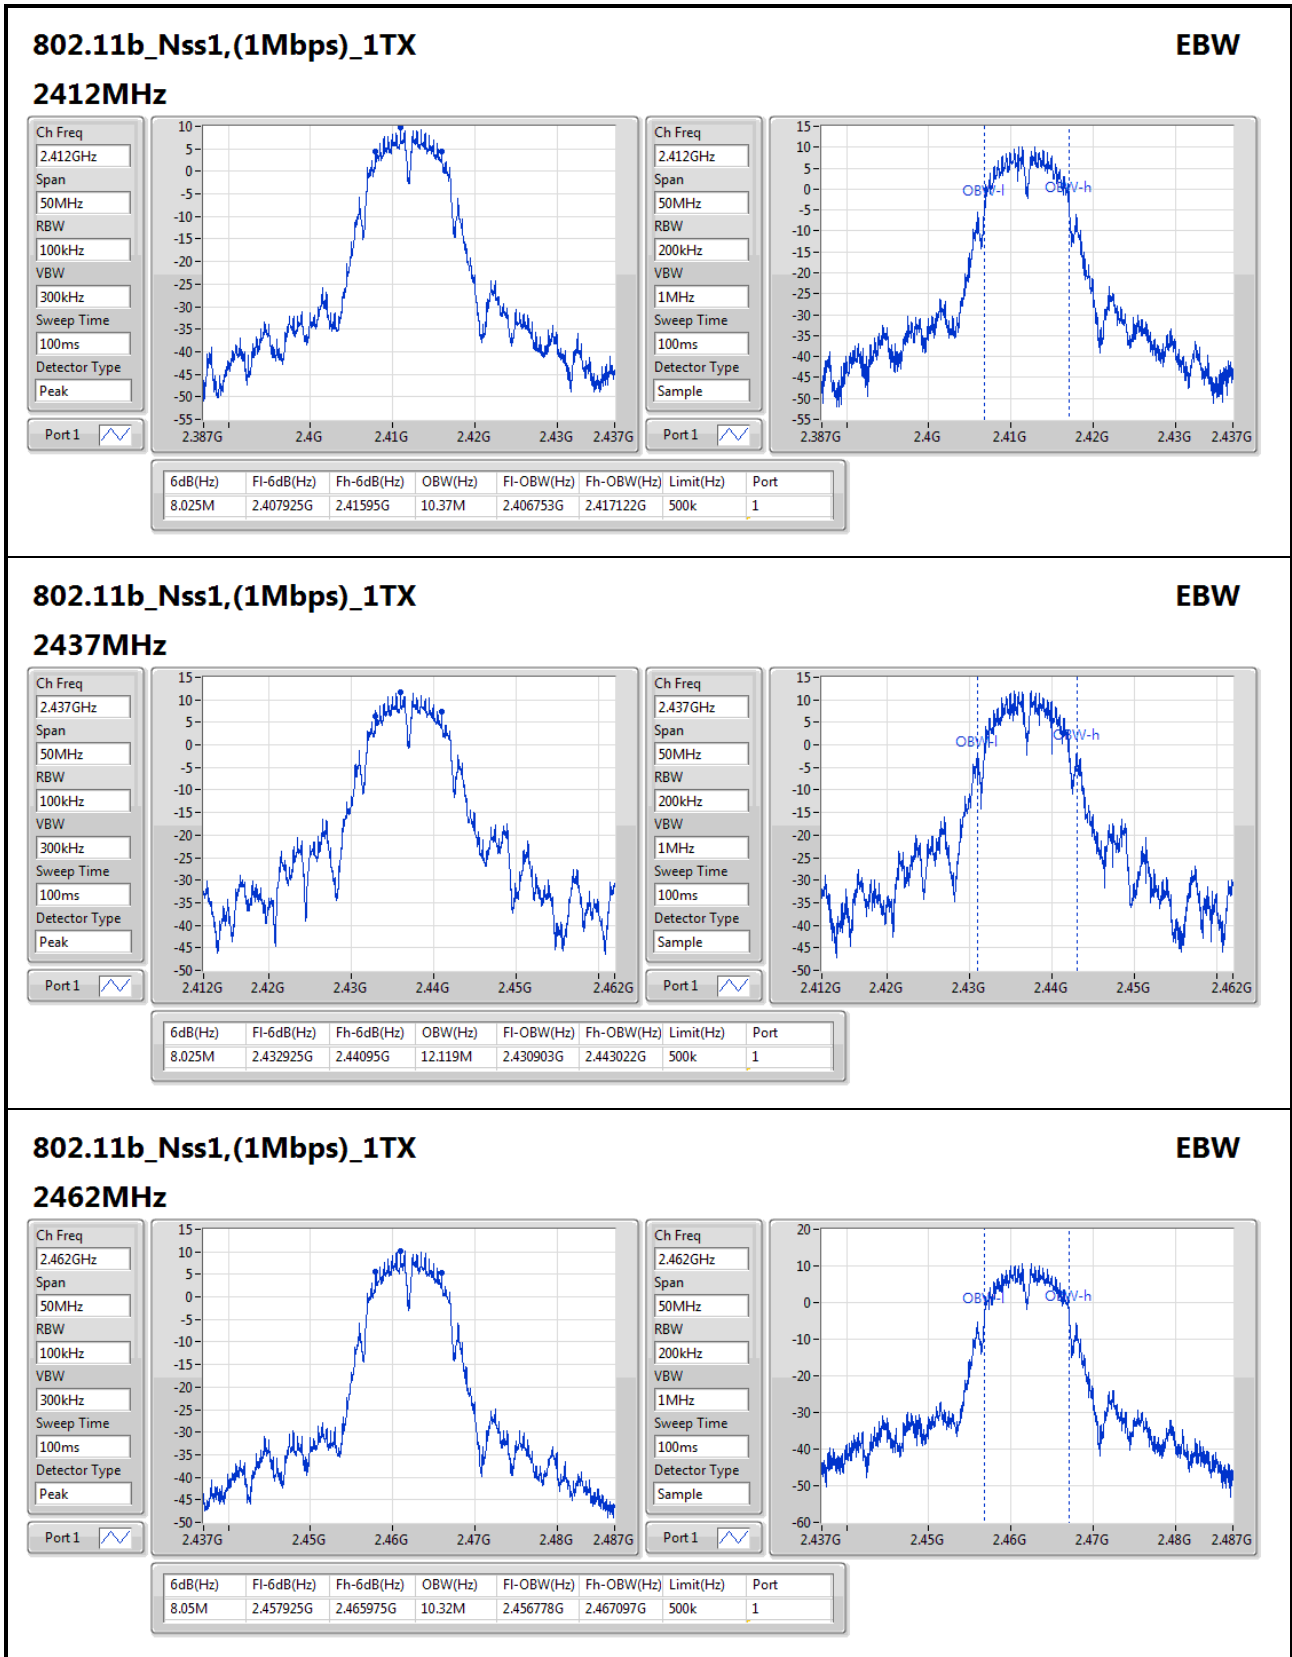 802.11b_Nss1,(1Mbps)_1TX EBW
2412MHz
Ch Freq
2.412GHz
Span
50MHz
RBW
100kHz
VBW
300kHz
Sweep Time
100ms
Detector Type
Peak
Port 1
10
5
0
-5
-10
-15
-20
-25
-30
-35
-40
-45
-50
-55
2.387G 2.4G 2.41G 2.42G 2.43G 2.437G
Ch Freq
2.412GHz
Span
50MHz
RBW
200kHz
VBW
1MHz
Sweep Time
100ms
Detector Type
Sample
Port 1
15
10
5
0
-5
-10
-15
-20
-25
-30
-35
-40
-45
-50
-55
OBW-l OBW-h
2.387G 2.4G 2.41G 2.42G 2.43G 2.437G
6dB(Hz) Fl-6dB(Hz) Fh-6dB(Hz) OBW(Hz) Fl-OBW(Hz) Fh-OBW(Hz) Limit(Hz) Port
8.025M 2.407925G 2.41595G 10.37M 2.406753G 2.417122G 500k 1
802.11b_Nss1,(1Mbps)_1TX EBW
2437MHz
Ch Freq
2.437GHz
Span
50MHz
RBW
100kHz
VBW
300kHz
Sweep Time
100ms
Detector Type
Peak
Port 1
15
10
5
0
-5
-10
-15
-20
-25
-30
-35
-40
-45
-50
2.412G 2.42G 2.43G 2.44G 2.45G 2.462G
Ch Freq
2.437GHz
Span
50MHz
RBW
200kHz
VBW
1MHz
Sweep Time
100ms
Detector Type
Sample
Port 1
15
10
5
0
-5
-10
-15
-20
-25
-30
-35
-40
-45
-50
OBW-l OBW-h
2.412G 2.42G 2.43G 2.44G 2.45G 2.462G
6dB(Hz) Fl-6dB(Hz) Fh-6dB(Hz) OBW(Hz) Fl-OBW(Hz) Fh-OBW(Hz) Limit(Hz) Port
8.025M 2.432925G 2.44095G 12.119M 2.430903G 2.443022G 500k 1
802.11b_Nss1,(1Mbps)_1TX EBW
2462MHz
Ch Freq
2.462GHz
Span
50MHz
RBW
100kHz
VBW
300kHz
Sweep Time
100ms
Detector Type
Peak
Port 1
15
10
5
0
-5
-10
-15
-20
-25
-30
-35
-40
-45
-50
2.437G 2.45G 2.46G 2.47G 2.48G 2.487G
Ch Freq
2.462GHz
Span
50MHz
RBW
200kHz
VBW
1MHz
Sweep Time
100ms
Detector Type
Sample
Port 1
20
10
0
-10
-20
-30
-40
-50
-60
OBW-l OBW-h
2.437G 2.45G 2.46G 2.47G 2.48G 2.487G
6dB(Hz) Fl-6dB(Hz) Fh-6dB(Hz) OBW(Hz) Fl-OBW(Hz) Fh-OBW(Hz) Limit(Hz) Port
8.05M 2.457925G 2.465975G 10.32M 2.456778G 2.467097G 500k 1